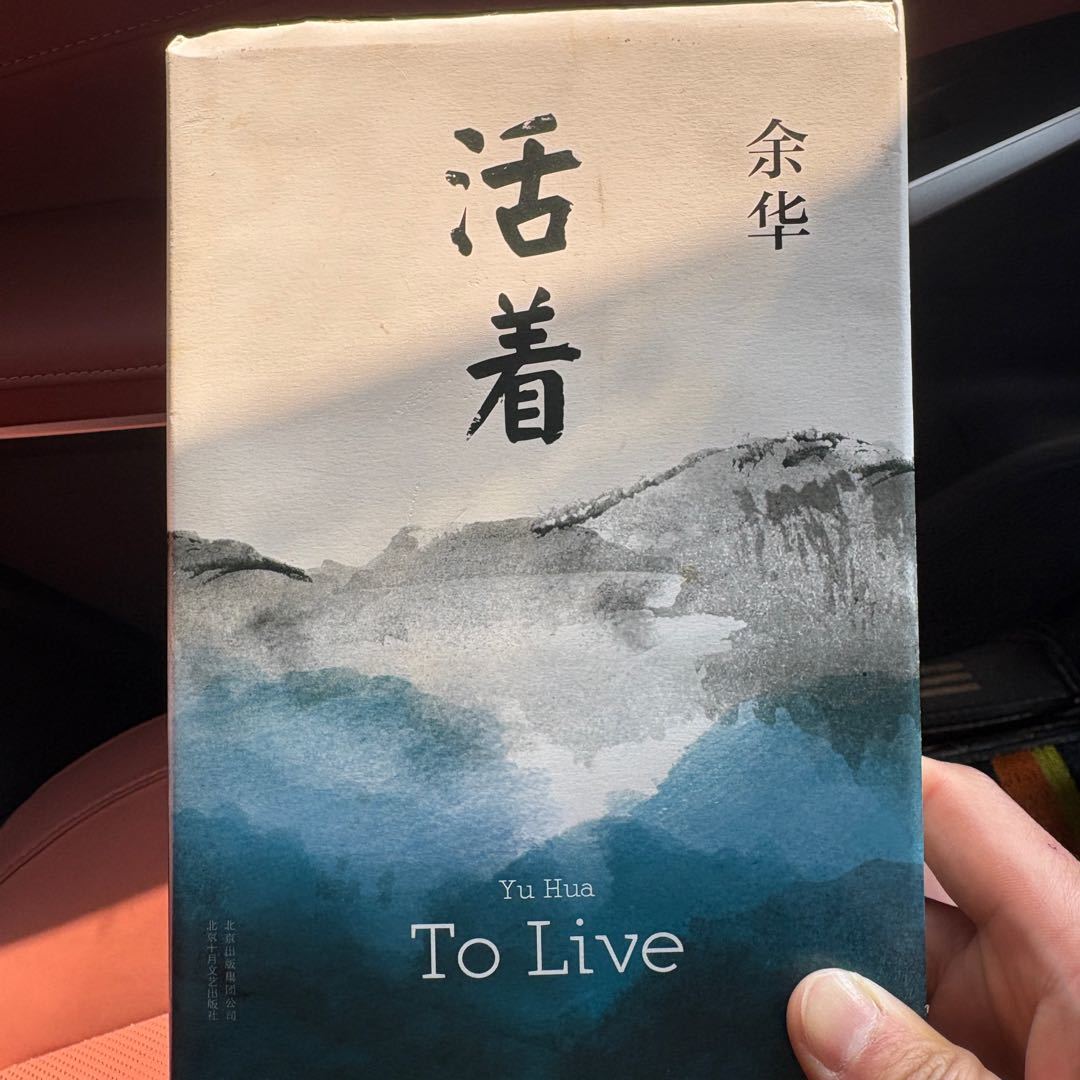 活着
余华
Yu Hua
To Live
北京出版集团公司
北京十月文艺出版社